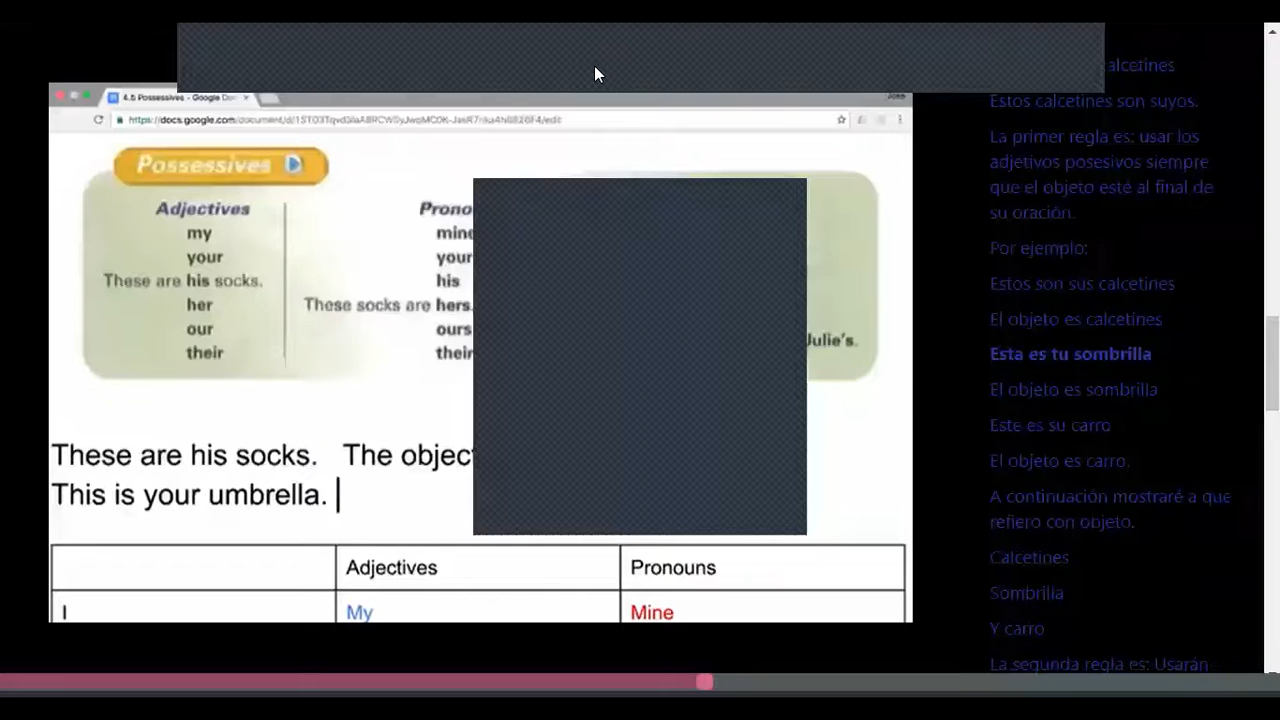 4.5 Possessives - Google Do
Possessives
Adjectives
my
your
These are his socks.
her
our
their
Prono
mine
your
his
These socks are hers.
ours
their
Julie's.
These are his socks. The objec
This is your umbrella.
Adjectives Pronouns
I My Mine
alcetines
Estos calcetines son suyos.
La primer regla es: usar los
adjetivos posesivos siempre
que el objeto esté al final de
su oración.
Por ejemplo:
Estos son sus calcetines
El objeto es calcetines
Esta es tu sombrilla
El objeto es sombrilla
Este es su carro
El objeto es carro.
A continuación mostraré a que
refiero con objeto.
Calcetines
Sombrilla
Y carro
La segunda regla es: Usarán